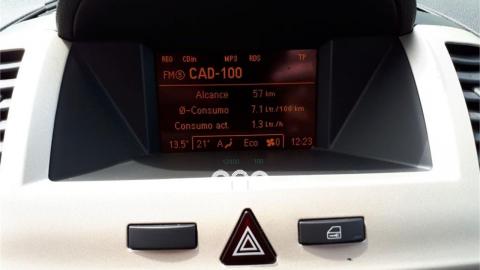 REG CDin MP3 RDS TP
FM⑤ CAD-100
Alcance 57 km
Ø-Consumo 7.1 Ltr/100 km
Consumo act. 1.3 Ltr/h
13.5° 21° A Eco 0 12:23